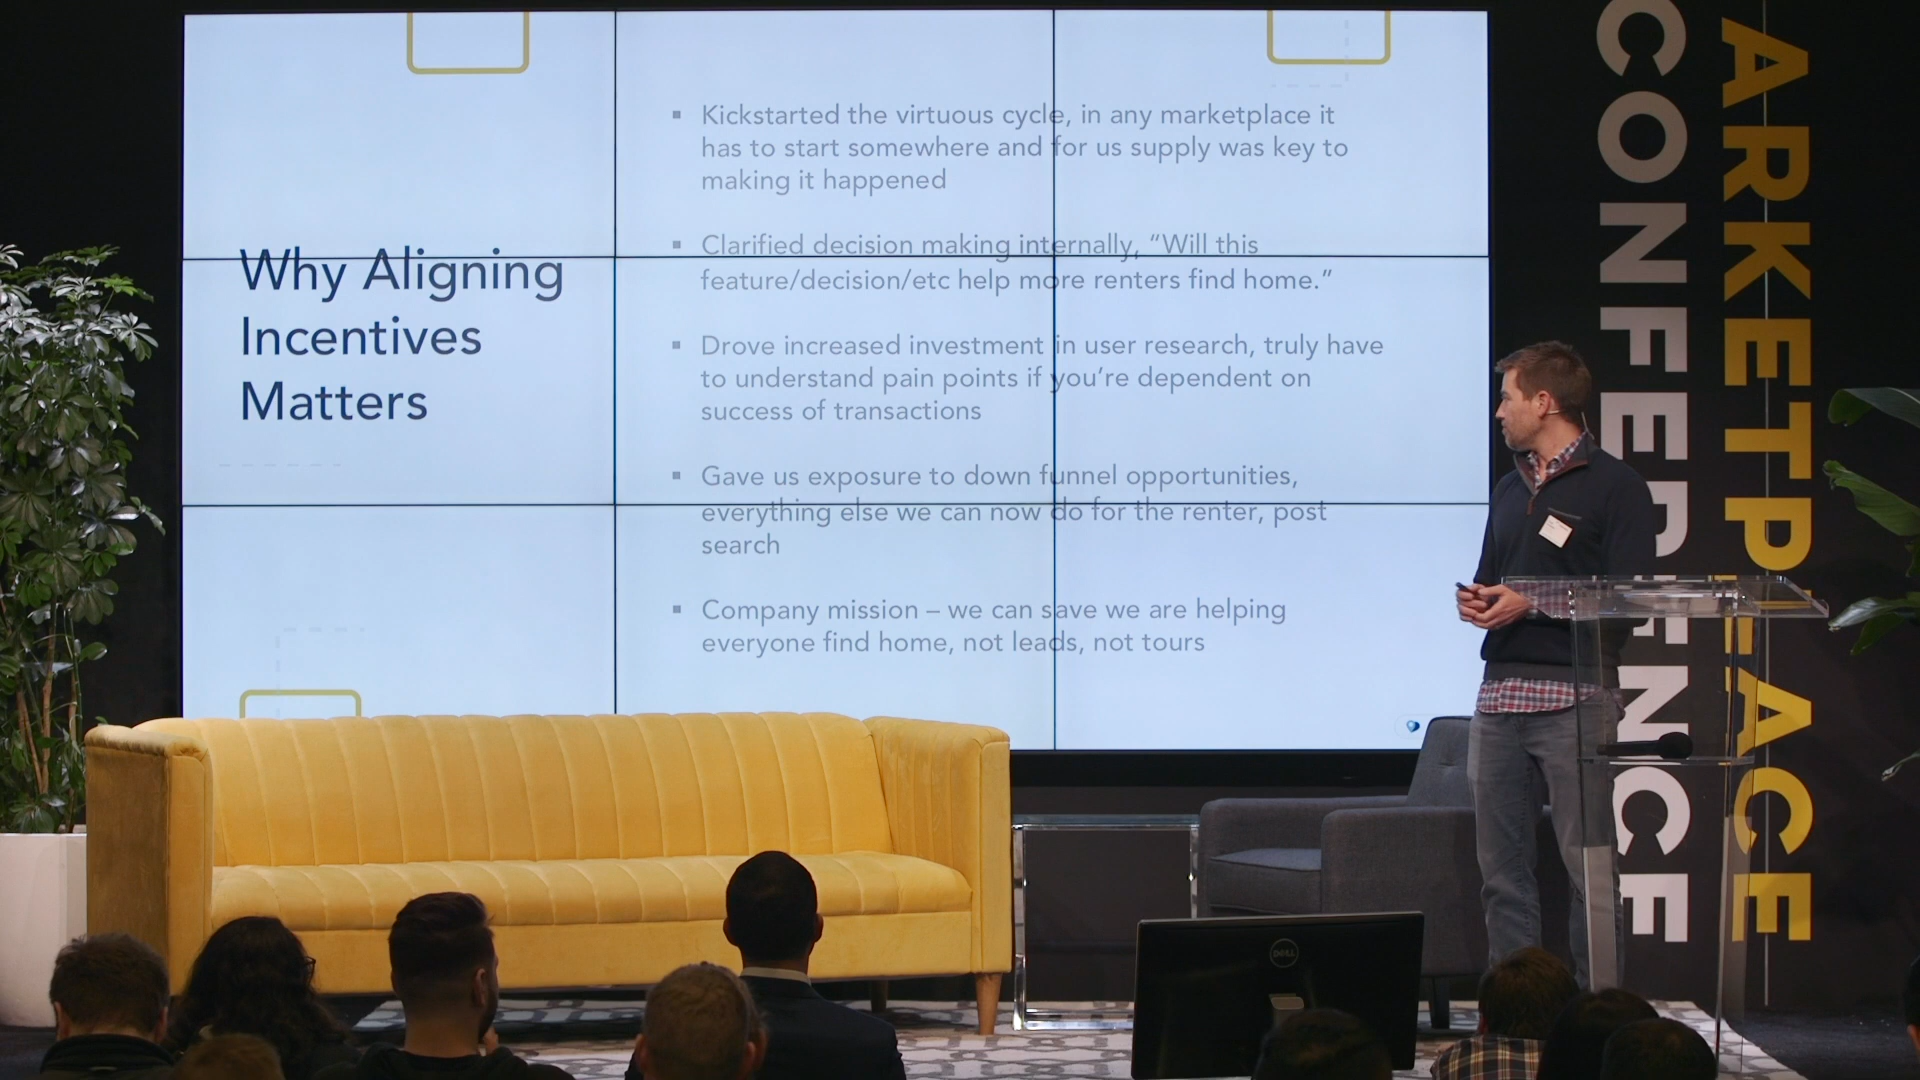 Why Aligning
Incentives
Matters
▪ Kickstarted the virtuous cycle, in any marketplace it
has to start somewhere and for us supply was key to
making it happened
▪ Clarified decision making internally, “Will this
feature/decision/etc help more renters find home.”
▪ Drove increased investment in user research, truly have
to understand pain points if you’re dependent on
success of transactions
▪ Gave us exposure to down funnel opportunities,
everything else we can now do for the renter, post
search
▪ Company mission – we can save we are helping
everyone find home, not leads, not tours
ARKETPLACE
CONFERENCE
DELL